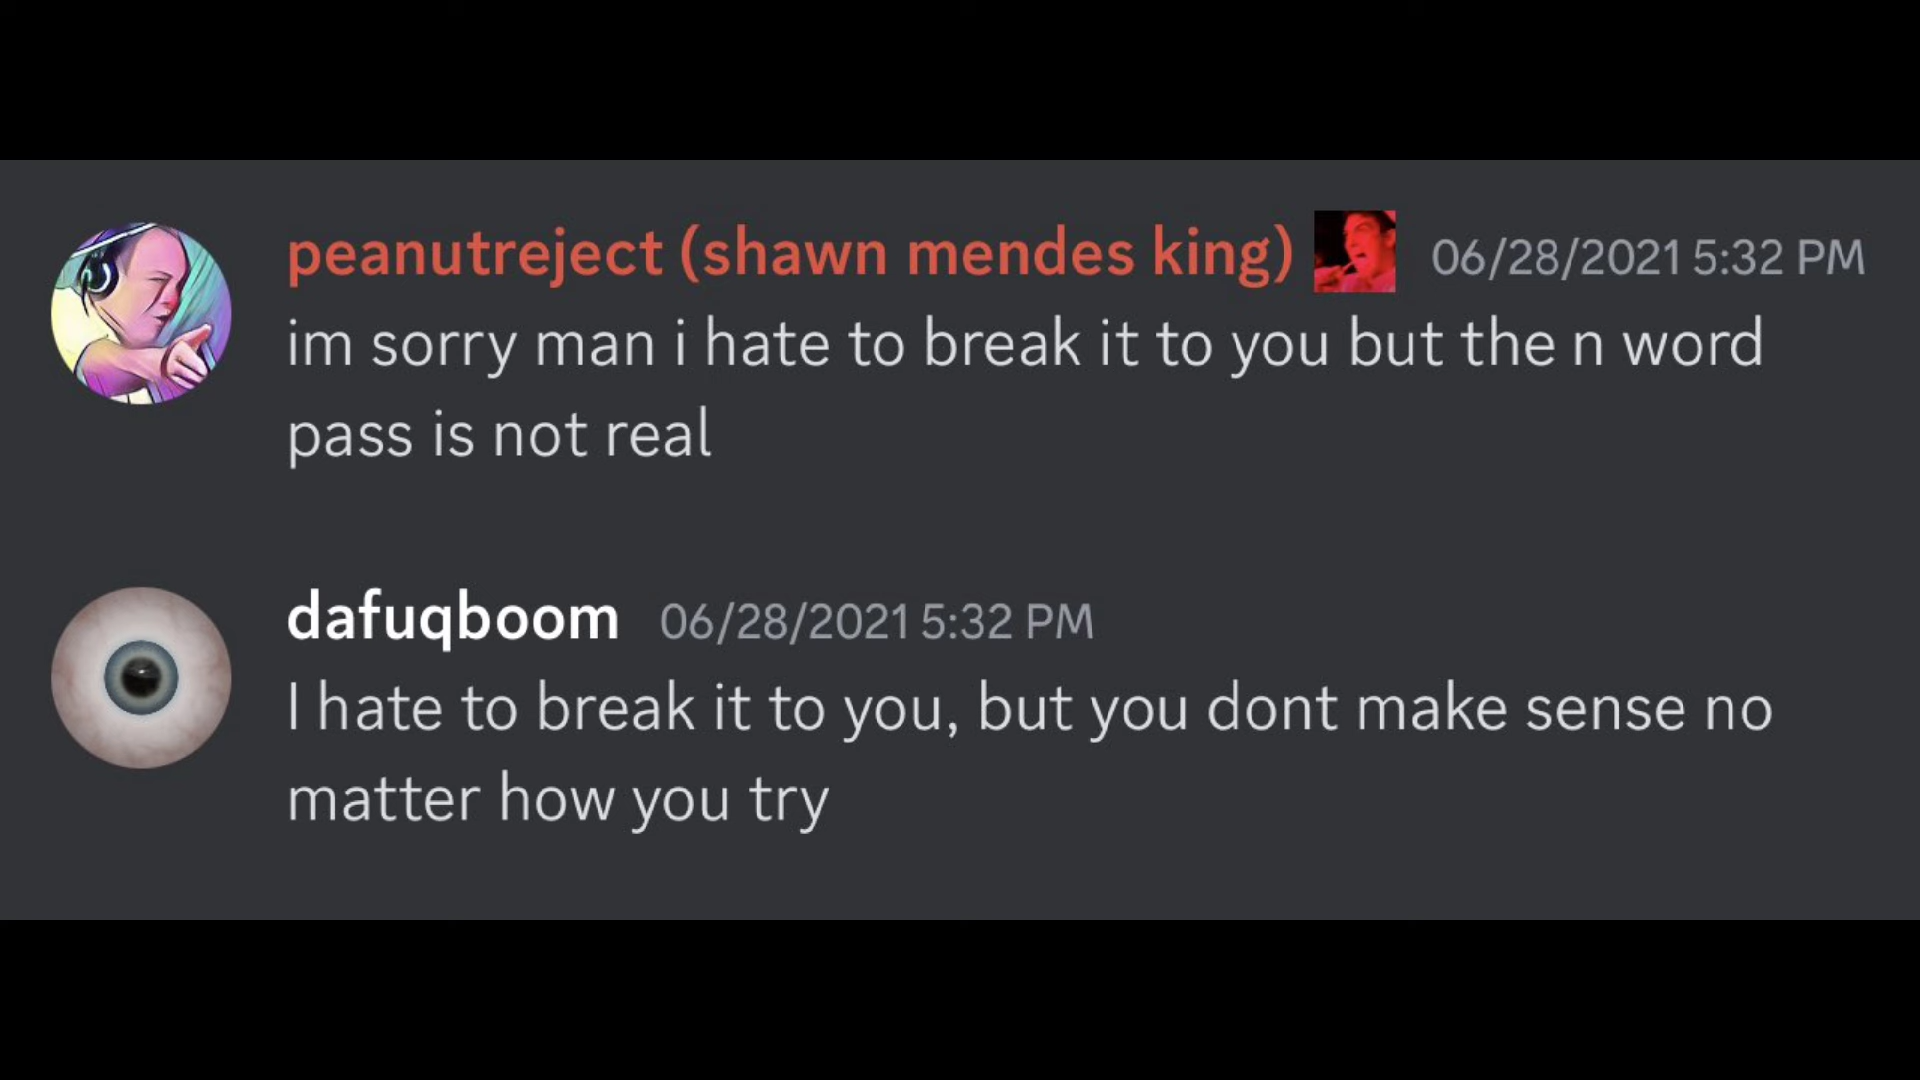 peanutreject (shawn mendes king) 06/28/2021 5:32 PM
im sorry man i hate to break it to you but the n word
pass is not real
dafuqboom 06/28/2021 5:32 PM
I hate to break it to you, but you dont make sense no
matter how you try